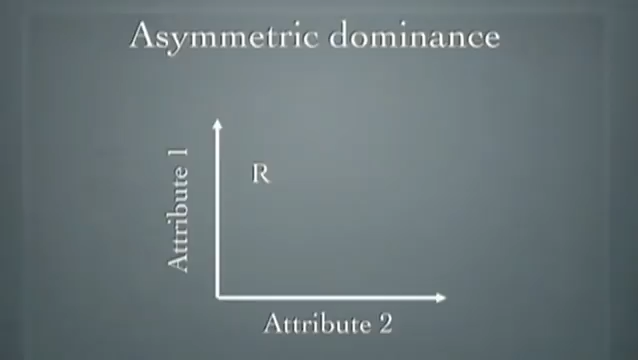 Asymmetric dominance
Attribute 1
R
Attribute 2